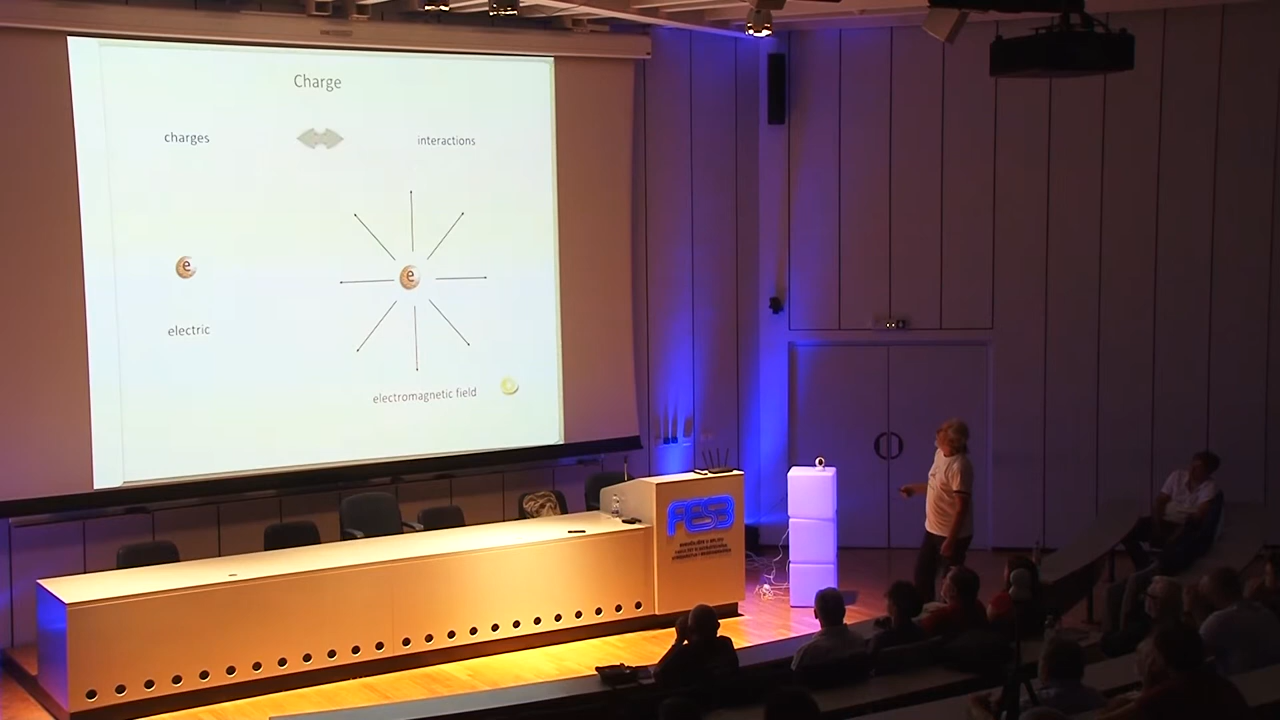 Charge
charges
interactions
e
e
electric
electromagnetic field
FESB